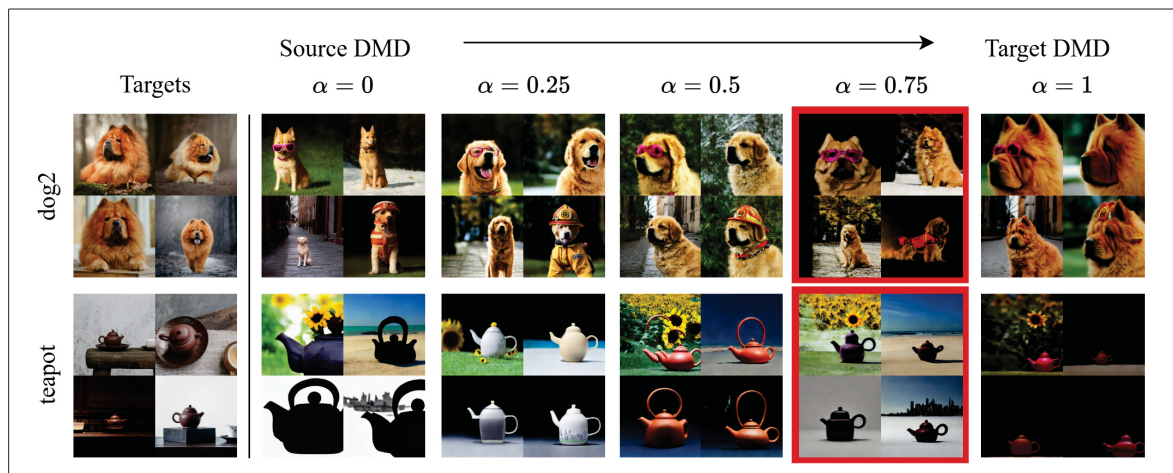 Source DMD
Target DMD
Targets
α = 0
α = 0.25
α = 0.5
α = 0.75
α = 1
dog2
teapot